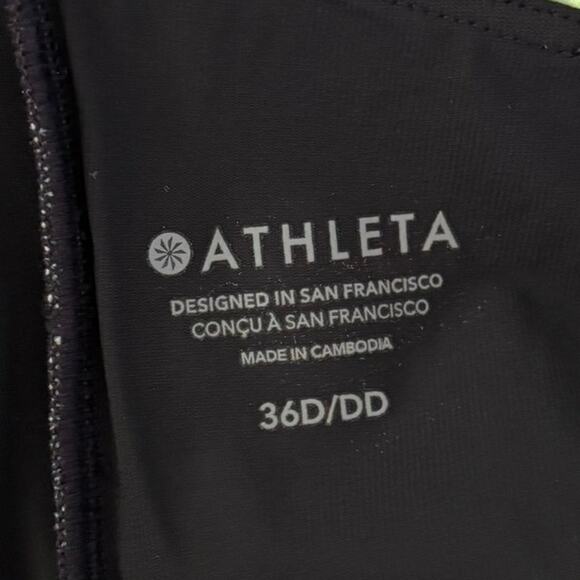 ATHLETA
DESIGNED IN SAN FRANCISCO
CONÇU À SAN FRANCISCO
MADE IN CAMBODIA
36D/DD